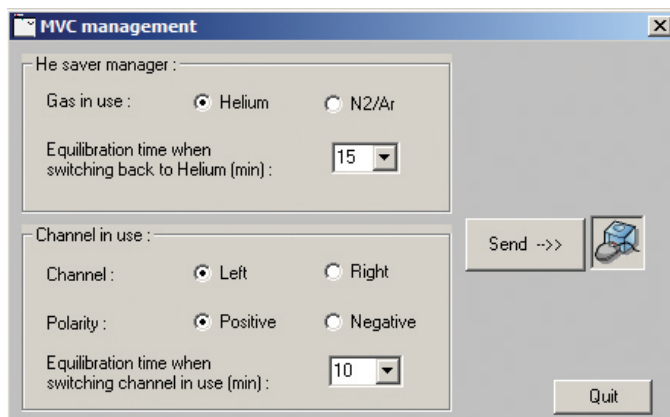 MVC management
He saver manager :
Gas in use : Helium N2/Ar
Equilibration time when
switching back to Helium (min) : 15
Channel in use :
Channel : Left Right
Polarity : Positive Negative
Equilibration time when
switching channel in use (min) : 10
Send -->>
Quit